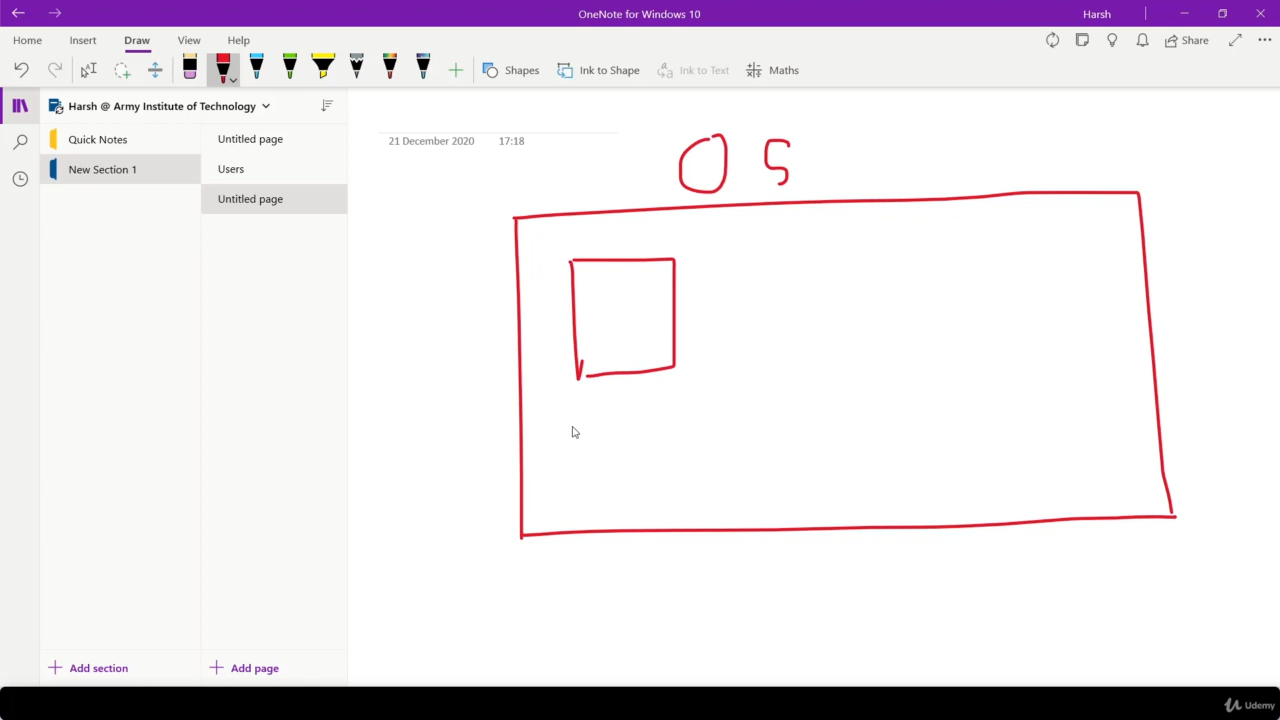 OneNote for Windows 10
Harsh
Home Insert Draw View Help
Share
Shapes Ink to Shape Ink to Text Maths
Harsh @ Army Institute of Technology
Quick Notes
New Section 1
Untitled page
Users
Untitled page
21 December 2020 17:18
O S
Add section
Add page
Udemy